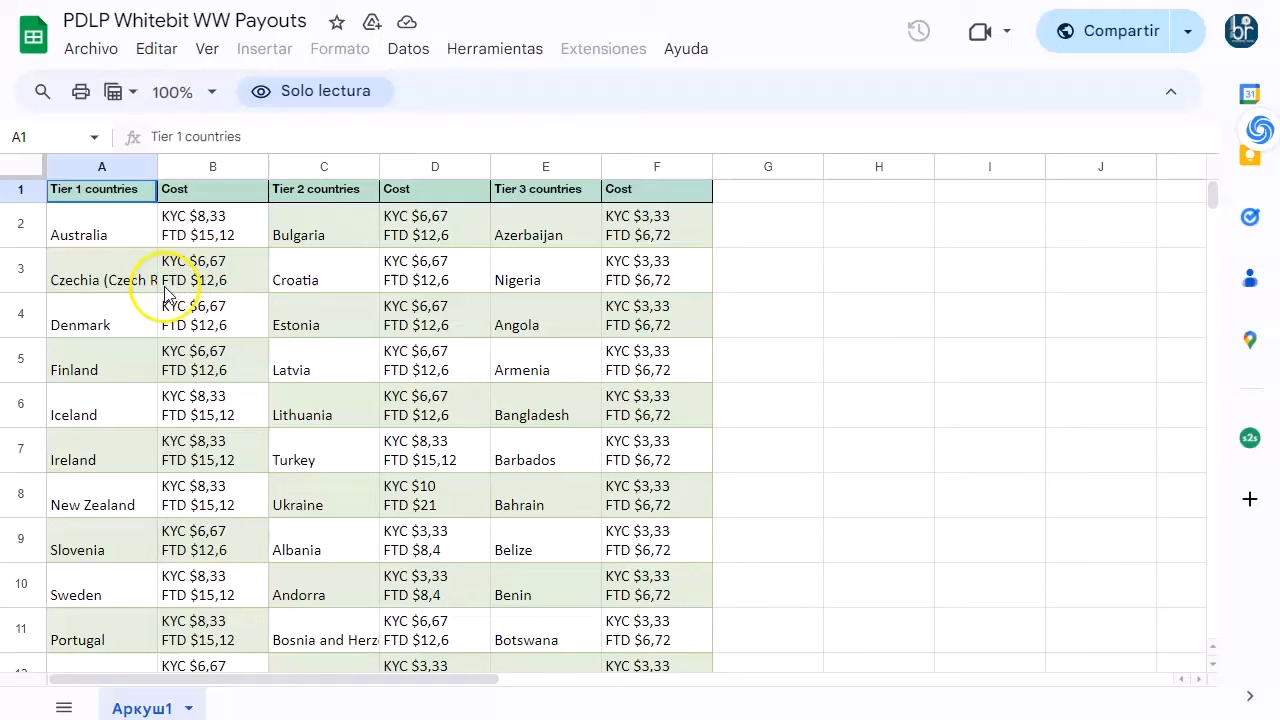 PDLP Whitebit WW Payouts
Archivo Editar Ver Insertar Formato Datos Herramientas Extensiones Ayuda
Compartir
100% Solo lectura
A1 fx Tier 1 countries
A B C D E F G H I J
1 Tier 1 countries Cost Tier 2 countries Cost Tier 3 countries Cost
KYC $8,33 KYC $6,67 KYC $3,33
2 Australia FTD $15,12 Bulgaria FTD $12,6 Azerbaijan FTD $6,72
KYC $6,67 KYC $6,67 KYC $3,33
3 Czechia (Czech R FTD $12,6 Croatia FTD $12,6 Nigeria FTD $6,72
KYC $6,67 KYC $6,67 KYC $3,33
4 Denmark FTD $12,6 Estonia FTD $12,6 Angola FTD $6,72
KYC $6,67 KYC $6,67 KYC $3,33
5 Finland FTD $12,6 Latvia FTD $12,6 Armenia FTD $6,72
KYC $8,33 KYC $6,67 KYC $3,33
6 Iceland FTD $15,12 Lithuania FTD $12,6 Bangladesh FTD $6,72
KYC $8,33 KYC $8,33 KYC $3,33
7 Ireland FTD $15,12 Turkey FTD $15,12 Barbados FTD $6,72
KYC $8,33 KYC $10 KYC $3,33
8 New Zealand FTD $15,12 Ukraine FTD $21 Bahrain FTD $6,72
KYC $6,67 KYC $3,33 KYC $3,33
9 Slovenia FTD $12,6 Albania FTD $8,4 Belize FTD $6,72
KYC $8,33 KYC $3,33 KYC $3,33
10 Sweden FTD $15,12 Andorra FTD $8,4 Benin FTD $6,72
KYC $8,33 KYC $6,67 KYC $3,33
11 Portugal FTD $15,12 Bosnia and Herze FTD $12,6 Botswana FTD $6,72
KYC $6,67 KYC $3,33 KYC $3,33
Аркуш1
31
s2s
br